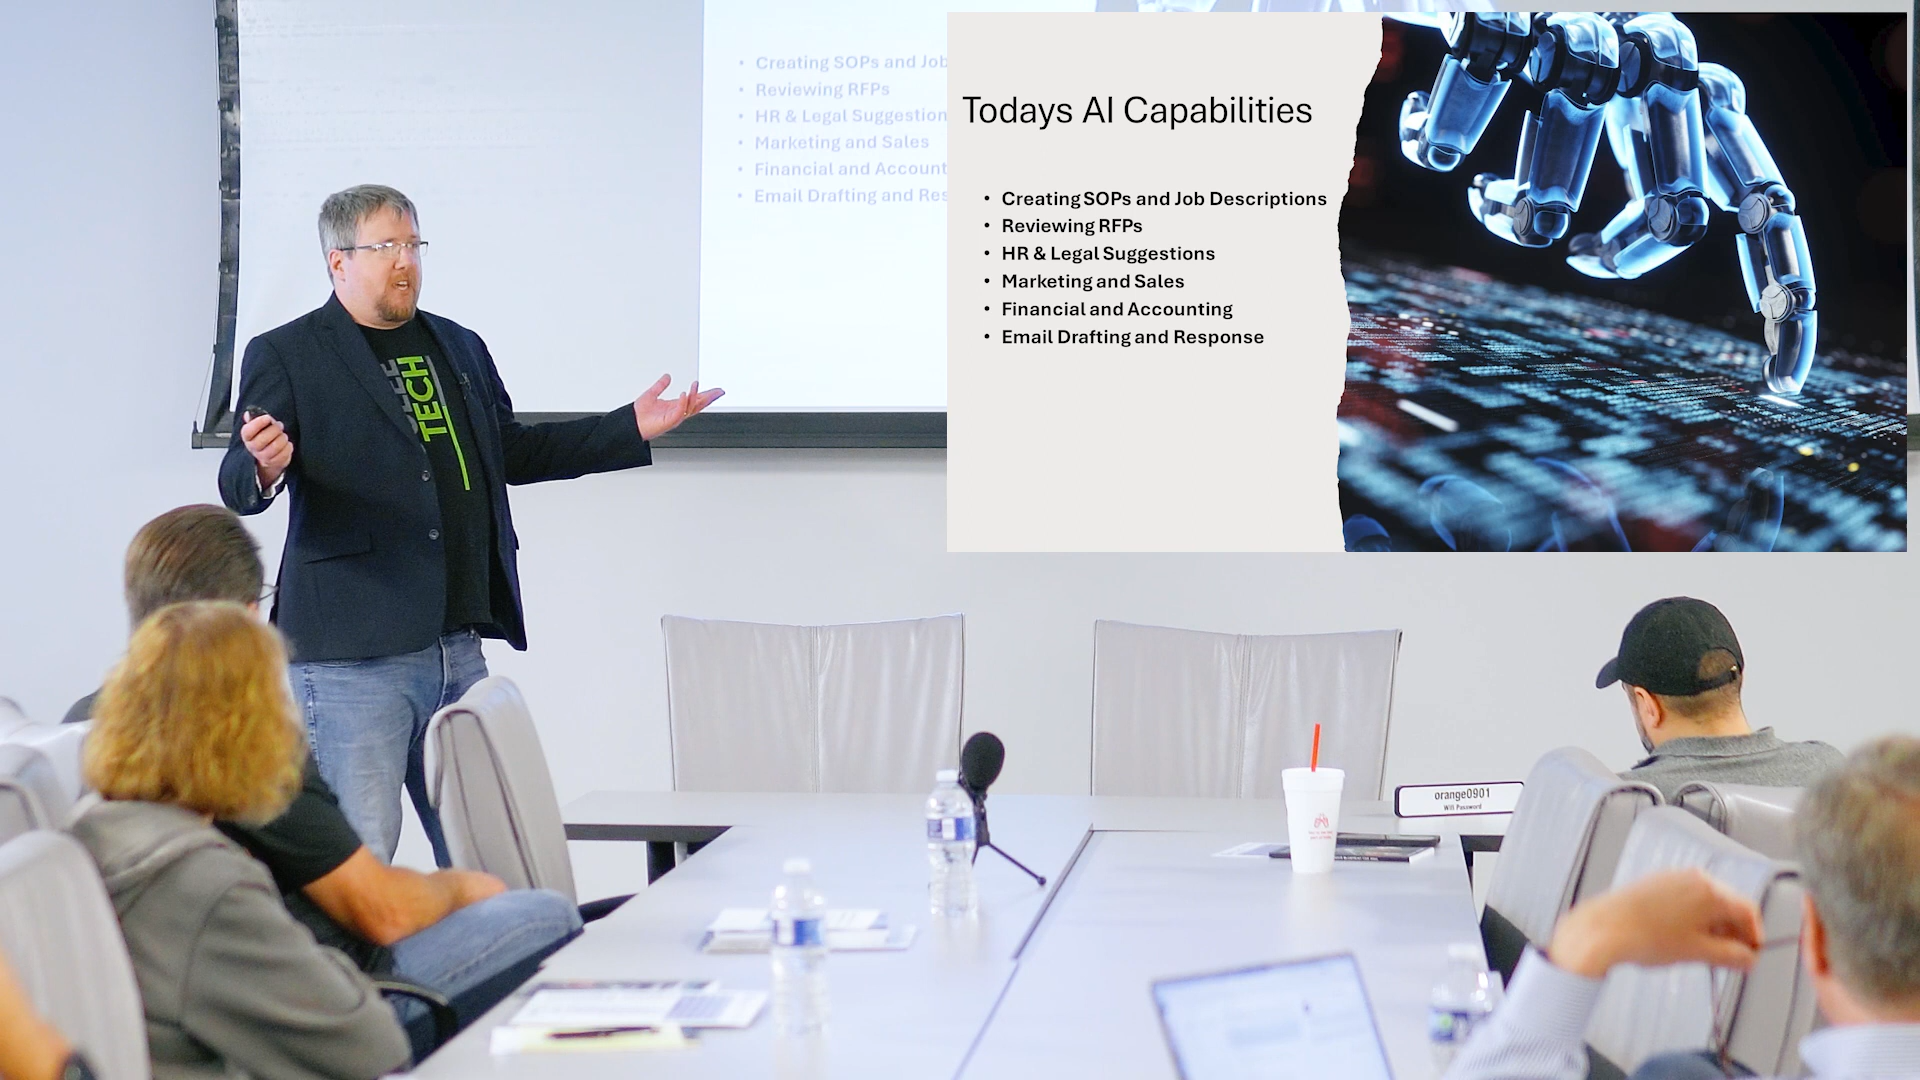 Creating SOPs and Job
Reviewing RFPs
HR & Legal Suggestion
Marketing and Sales
Financial and Account
Email Drafting and Res
Todays AI Capabilities
Creating SOPs and Job Descriptions
Reviewing RFPs
HR & Legal Suggestions
Marketing and Sales
Financial and Accounting
Email Drafting and Response
TECH
orange0901
Wifi Password